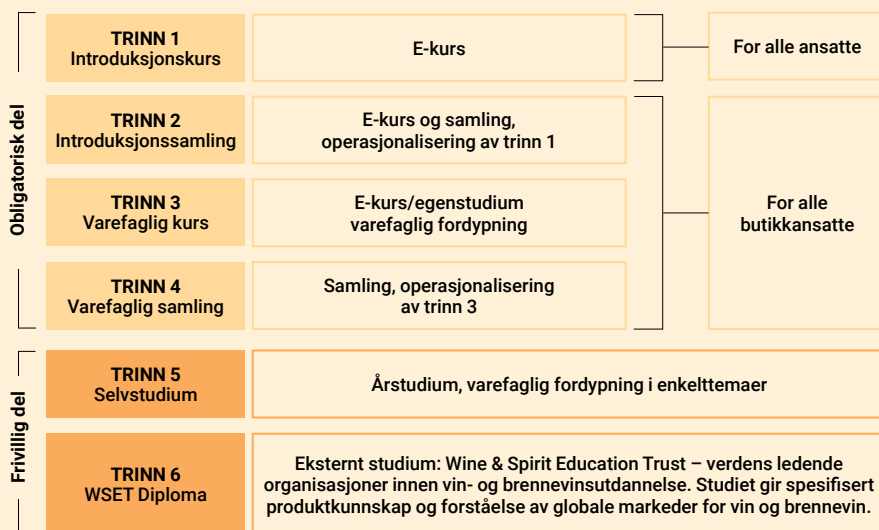 Obligatorisk del
TRINN 1
Introduksjonskurs
E-kurs
For alle ansatte
TRINN 2
Introduksjonssamling
E-kurs og samling,
operasjonalisering av trinn 1
TRINN 3
Varefaglig kurs
E-kurs/egenstudium
varefaglig fordypning
For alle
butikkansatte
TRINN 4
Varefaglig samling
Samling, operasjonalisering
av trinn 3
Frivillig del
TRINN 5
Selvstudium
Årstudium, varefaglig fordypning i enkelttemaer
TRINN 6
WSET Diploma
Eksternt studium: Wine & Spirit Education Trust – verdens ledende
organisasjoner innen vin- og brennevinsutdannelse. Studiet gir spesifisert
produktkunnskap og forståelse av globale markeder for vin og brennevin.